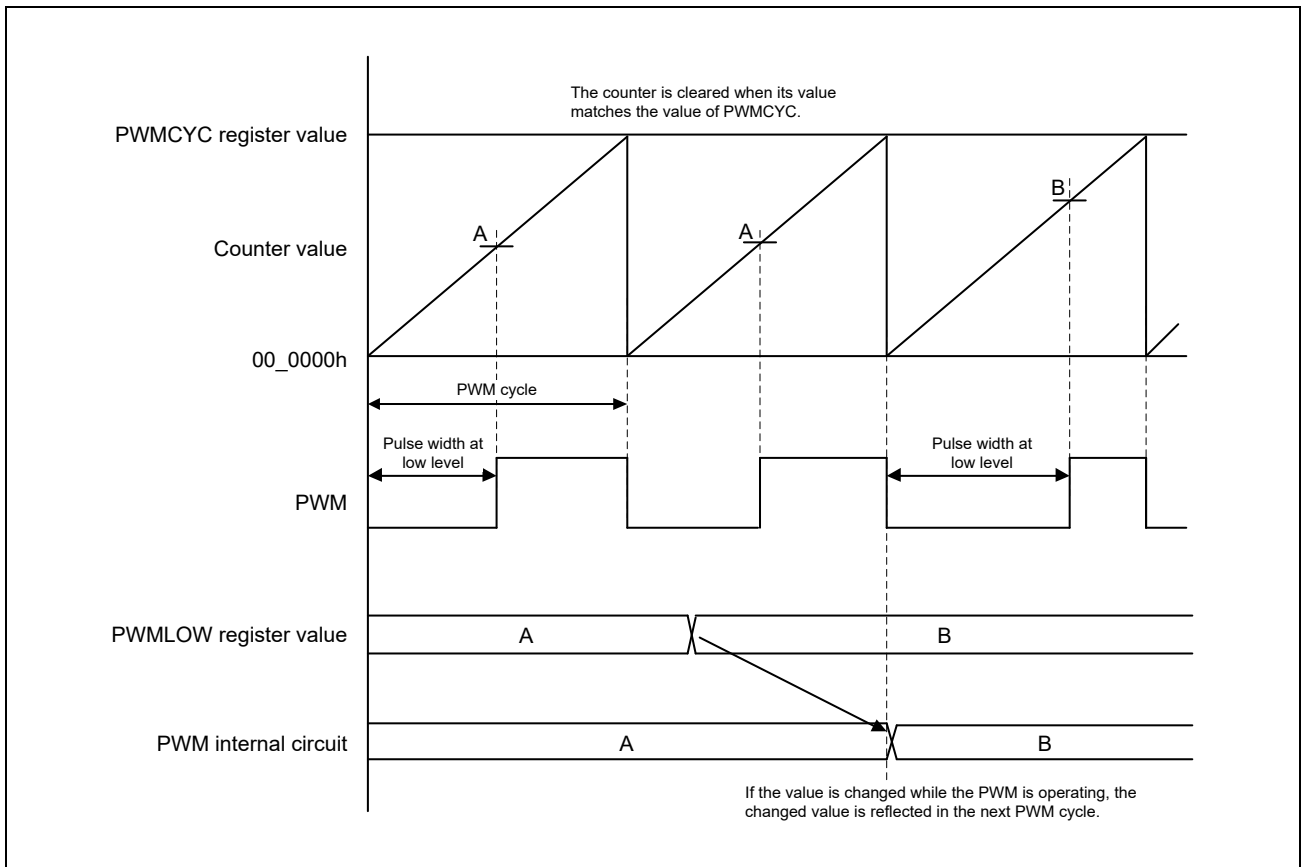 The counter is cleared when its value
matches the value of PWMCYC.
PWMCYC register value
B
A
A
Counter value
00_0000h
PWM cycle
Pulse width at
low level
Pulse width at
low level
PWM
PWMLOW register value
A
B
PWM internal circuit
A
B
If the value is changed while the PWM is operating, the
changed value is reflected in the next PWM cycle.